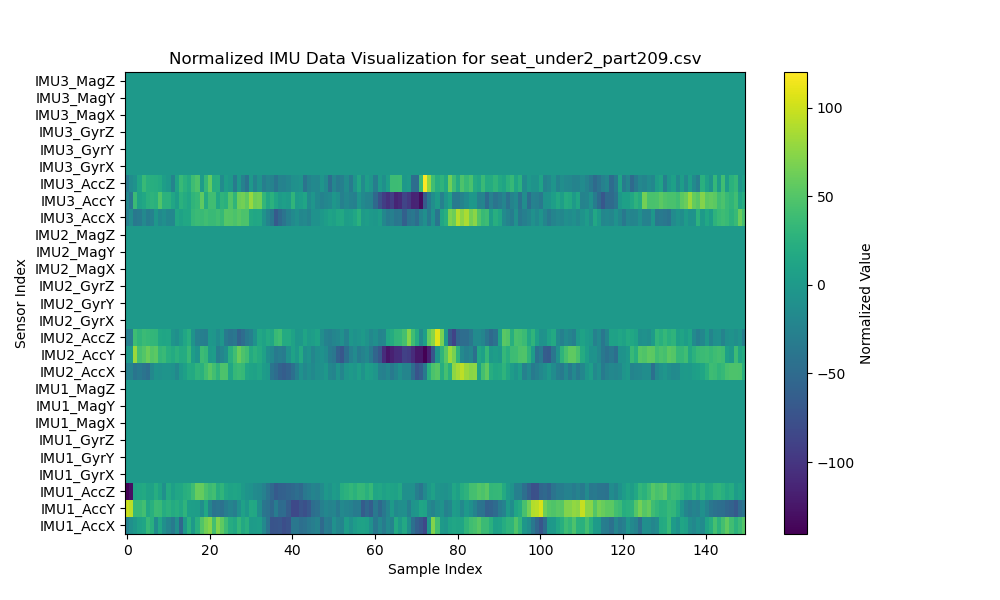 Normalized IMU Data Visualization for seat_under2_part209.csv
IMU3_MagZ
IMU3_MagY
IMU3_MagX
IMU3_GyrZ
IMU3_GyrY
IMU3_GyrX
IMU3_AccZ
IMU3_AccY
IMU3_AccX
IMU2_MagZ
IMU2_MagY
IMU2_MagX
IMU2_GyrZ
IMU2_GyrY
IMU2_GyrX
IMU2_AccZ
IMU2_AccY
IMU2_AccX
IMU1_MagZ
IMU1_MagY
IMU1_MagX
IMU1_GyrZ
IMU1_GyrY
IMU1_GyrX
IMU1_AccZ
IMU1_AccY
IMU1_AccX
Sensor Index
0 20 40 60 80 100 120 140
Sample Index
100
50
0
−50
−100
Normalized Value